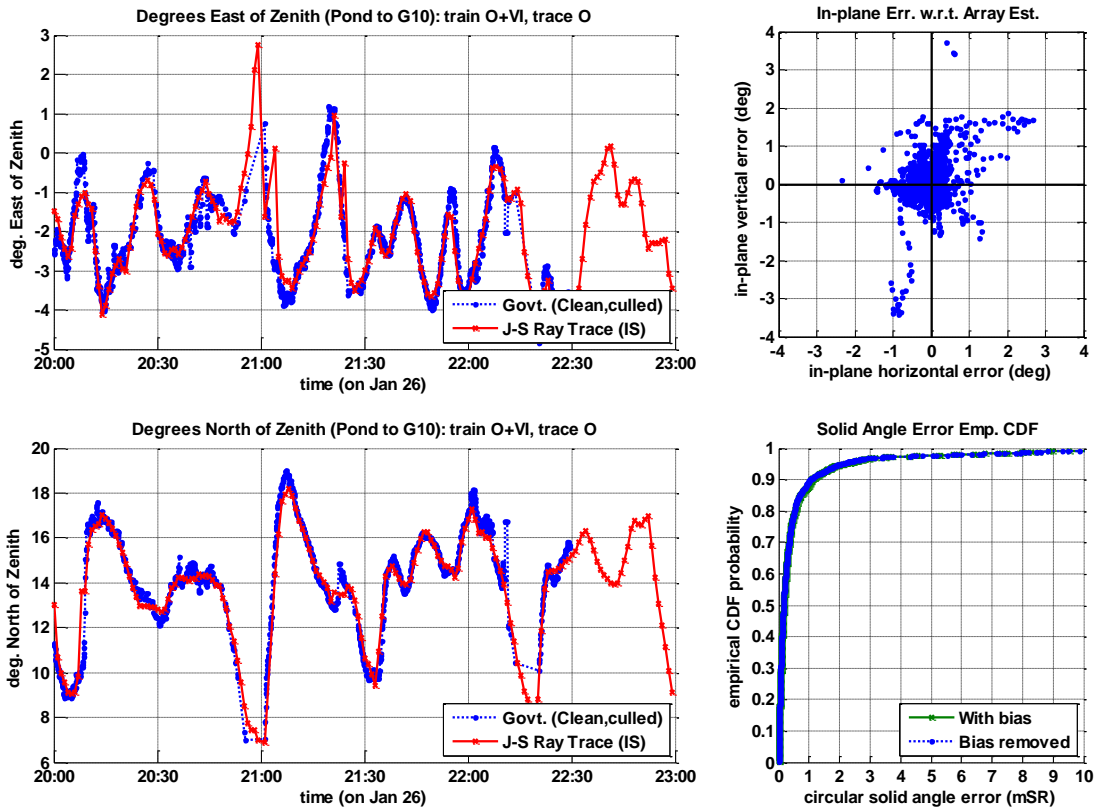 Degrees East of Zenith (Pond to G10): train O+VI, trace O
deg. East of Zenith
3
2
1
0
-1
-2
-3
-4
-5
20:00 20:30 21:00 21:30 22:00 22:30 23:00
time (on Jan 26)
Govt. (Clean,culled)
J-S Ray Trace (IS)
In-plane Err. w.r.t. Array Est.
in-plane vertical error (deg)
4
3
2
1
0
-1
-2
-3
-4
-4 -3 -2 -1 0 1 2 3 4
in-plane horizontal error (deg)
Degrees North of Zenith (Pond to G10): train O+VI, trace O
deg. North of Zenith
20
18
16
14
12
10
8
6
20:00 20:30 21:00 21:30 22:00 22:30 23:00
time (on Jan 26)
Govt. (Clean,culled)
J-S Ray Trace (IS)
Solid Angle Error Emp. CDF
empirical CDF probability
1
0.9
0.8
0.7
0.6
0.5
0.4
0.3
0.2
0.1
0
0 1 2 3 4 5 6 7 8 9 10
circular solid angle error (mSR)
With bias
Bias removed